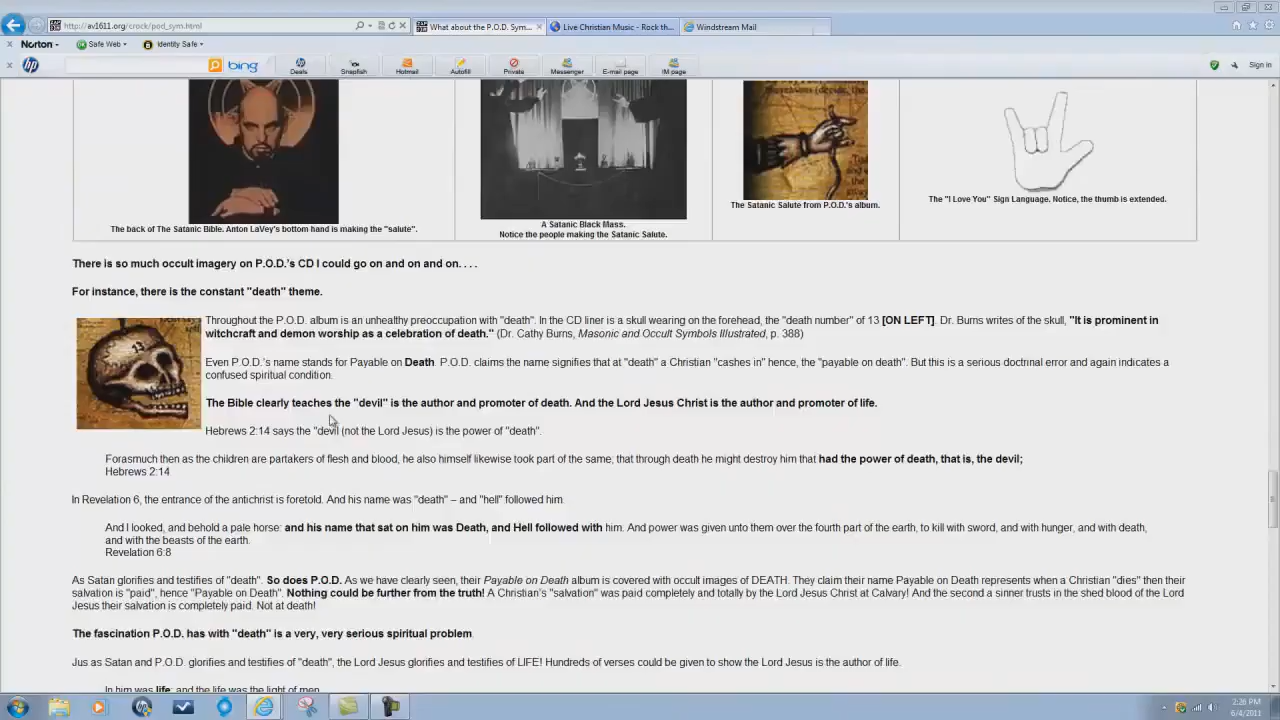 http://av1611.org/crock/pod_sym.html
What about the P.O.D. Sym...
Live Christian Music - Rock th...
Windstream Mail
Norton
Safe Web
Identity Safe
hp
bing
Deals
Snapfish
Hotmail
Autofill
Private
Messenger
E-mail page
IM page
Sign in
The back of The Satanic Bible. Anton LaVey's bottom hand is making the "salute".
A Satanic Black Mass.
Notice the people making the Satanic Salute.
The Satanic Salute from P.O.D.'s album.
The "I Love You" Sign Language. Notice, the thumb is extended.
There is so much occult imagery on P.O.D.'s CD I could go on and on and on. . . .
For instance, there is the constant "death" theme.
13
Throughout the P.O.D. album is an unhealthy preoccupation with "death". In the CD liner is a skull wearing on the forehead, the "death number" of 13 [ON LEFT]. Dr. Burns writes of the skull, "It is prominent in
witchcraft and demon worship as a celebration of death." (Dr. Cathy Burns, Masonic and Occult Symbols Illustrated, p. 388)
Even P.O.D.'s name stands for Payable on Death. P.O.D. claims the name signifies that at "death" a Christian "cashes in" hence, the "payable on death". But this is a serious doctrinal error and again indicates a
confused spiritual condition.
The Bible clearly teaches the "devil" is the author and promoter of death. And the Lord Jesus Christ is the author and promoter of life.
Hebrews 2:14 says the "devil (not the Lord Jesus) is the power of "death".
Forasmuch then as the children are partakers of flesh and blood, he also himself likewise took part of the same; that through death he might destroy him that had the power of death, that is, the devil;
Hebrews 2:14
In Revelation 6, the entrance of the antichrist is foretold. And his name was "death" – and "hell" followed him.
And I looked, and behold a pale horse: and his name that sat on him was Death, and Hell followed with him. And power was given unto them over the fourth part of the earth, to kill with sword, and with hunger, and with death,
and with the beasts of the earth.
Revelation 6:8
As Satan glorifies and testifies of "death". So does P.O.D. As we have clearly seen, their Payable on Death album is covered with occult images of DEATH. They claim their name Payable on Death represents when a Christian "dies" then their
salvation is "paid", hence "Payable on Death". Nothing could be further from the truth! A Christian's "salvation" was paid completely and totally by the Lord Jesus Christ at Calvary! And the second a sinner trusts in the shed blood of the Lord
Jesus their salvation is completely paid. Not at death!
The fascination P.O.D. has with "death" is a very, very serious spiritual problem.
Jus as Satan and P.O.D. glorifies and testifies of "death", the Lord Jesus glorifies and testifies of LIFE! Hundreds of verses could be given to show the Lord Jesus is the author of life.
In him was life; and the life was the light of men.
2:26 PM
6/4/2011